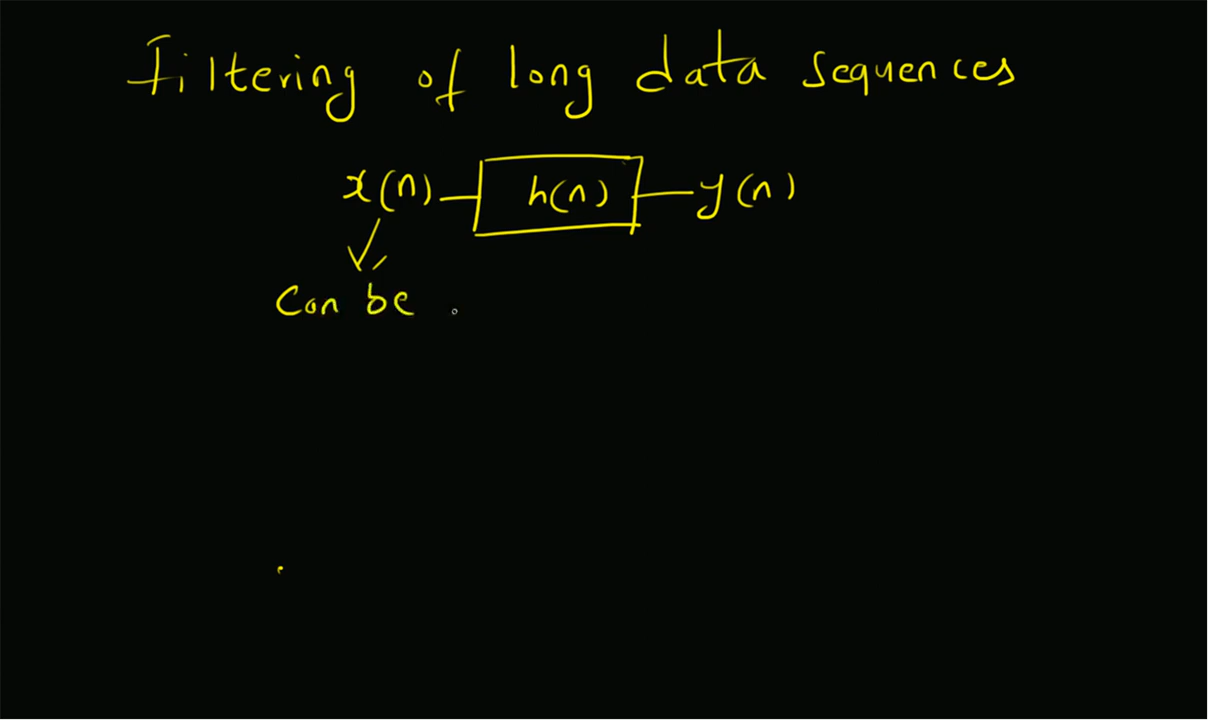 Filtering of long data sequences
x(n) h(n) y(n)
Can be